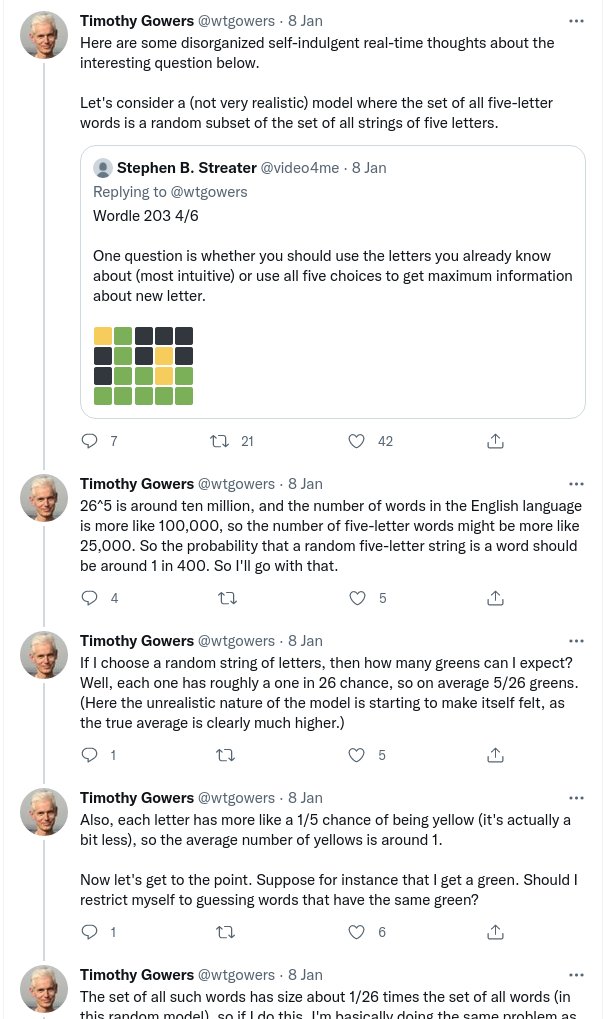 Timothy Gowers @wtgowers · 8 Jan
Here are some disorganized self-indulgent real-time thoughts about the
interesting question below.
Let's consider a (not very realistic) model where the set of all five-letter
words is a random subset of the set of all strings of five letters.
Stephen B. Streater @video4me · 8 Jan
Replying to @wtgowers
Wordle 203 4/6
One question is whether you should use the letters you already know
about (most intuitive) or use all five choices to get maximum information
about new letter.
7 21 42
Timothy Gowers @wtgowers · 8 Jan
26^5 is around ten million, and the number of words in the English language
is more like 100,000, so the number of five-letter words might be more like
25,000. So the probability that a random five-letter string is a word should
be around 1 in 400. So I'll go with that.
4 5
Timothy Gowers @wtgowers · 8 Jan
If I choose a random string of letters, then how many greens can I expect?
Well, each one has roughly a one in 26 chance, so on average 5/26 greens.
(Here the unrealistic nature of the model is starting to make itself felt, as
the true average is clearly much higher.)
1 5
Timothy Gowers @wtgowers · 8 Jan
Also, each letter has more like a 1/5 chance of being yellow (it's actually a
bit less), so the average number of yellows is around 1.
Now let's get to the point. Suppose for instance that I get a green. Should I
restrict myself to guessing words that have the same green?
1 6
Timothy Gowers @wtgowers · 8 Jan
The set of all such words has size about 1/26 times the set of all words (in
this random model), so if I do this, I'm basically doing the same problem as